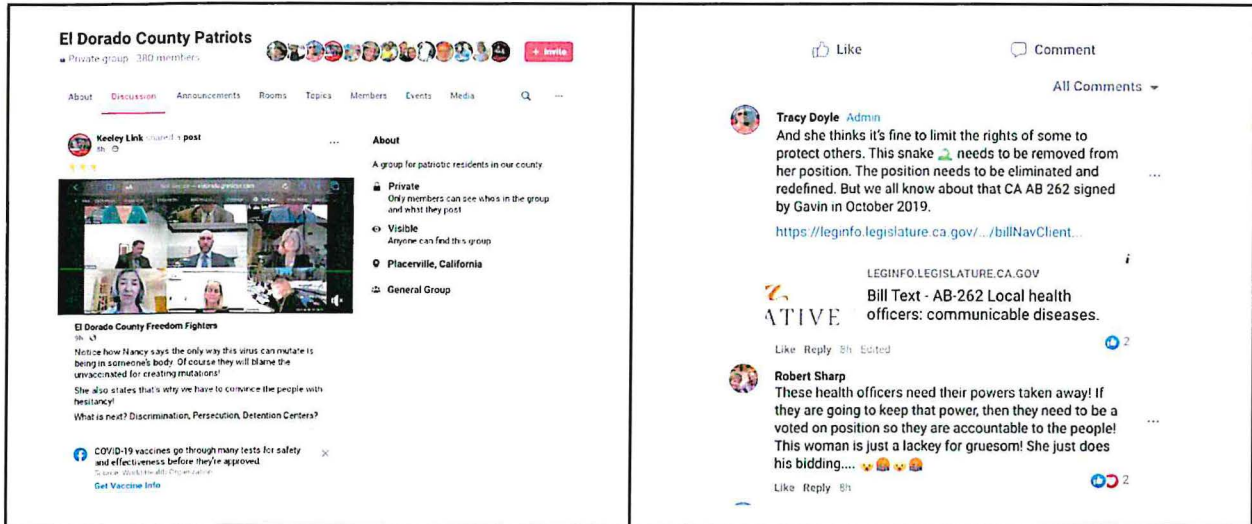 El Dorado County Patriots
Private group · 380 members
+ Invite
About Discussion Announcements Rooms Topics Members Events Media
Keeley Link shared a post
8h
About
A group for patriotic residents in our county
Private
Only members can see who's in the group
and what they post
Visible
Anyone can find this group
Placerville, California
General Group
El Dorado County Freedom Fighters
9h
Notice how Nancy says the only way this virus can mutate is
being in someone's body. Of course they will blame the
unvaccinated for creating mutations!
She also states that's why we have to convince the people with
hesitancy!
What is next? Discrimination, Persecution, Detention Centers?
COVID-19 vaccines go through many tests for safety
and effectiveness before they're approved.
Source: World Health Organization
Get Vaccine Info
Like Comment
All Comments
Tracy Doyle Admin
And she thinks it's fine to limit the rights of some to
protect others. This snake 🐍 needs to be removed from
her position. The position needs to be eliminated and
redefined. But we all know about that CA AB 262 signed
by Gavin in October 2019.
https://leginfo.legislature.ca.gov/.../billNavClient...
LEGINFO.LEGISLATURE.CA.GOV
Bill Text - AB-262 Local health
officers: communicable diseases.
ATIVE
Like Reply 8h Edited
2
Robert Sharp
These health officers need their powers taken away! If
they are going to keep that power, then they need to be a
voted on position so they are accountable to the people!
This woman is just a lackey for gruesom! She just does
his bidding....
Like Reply 8h
2